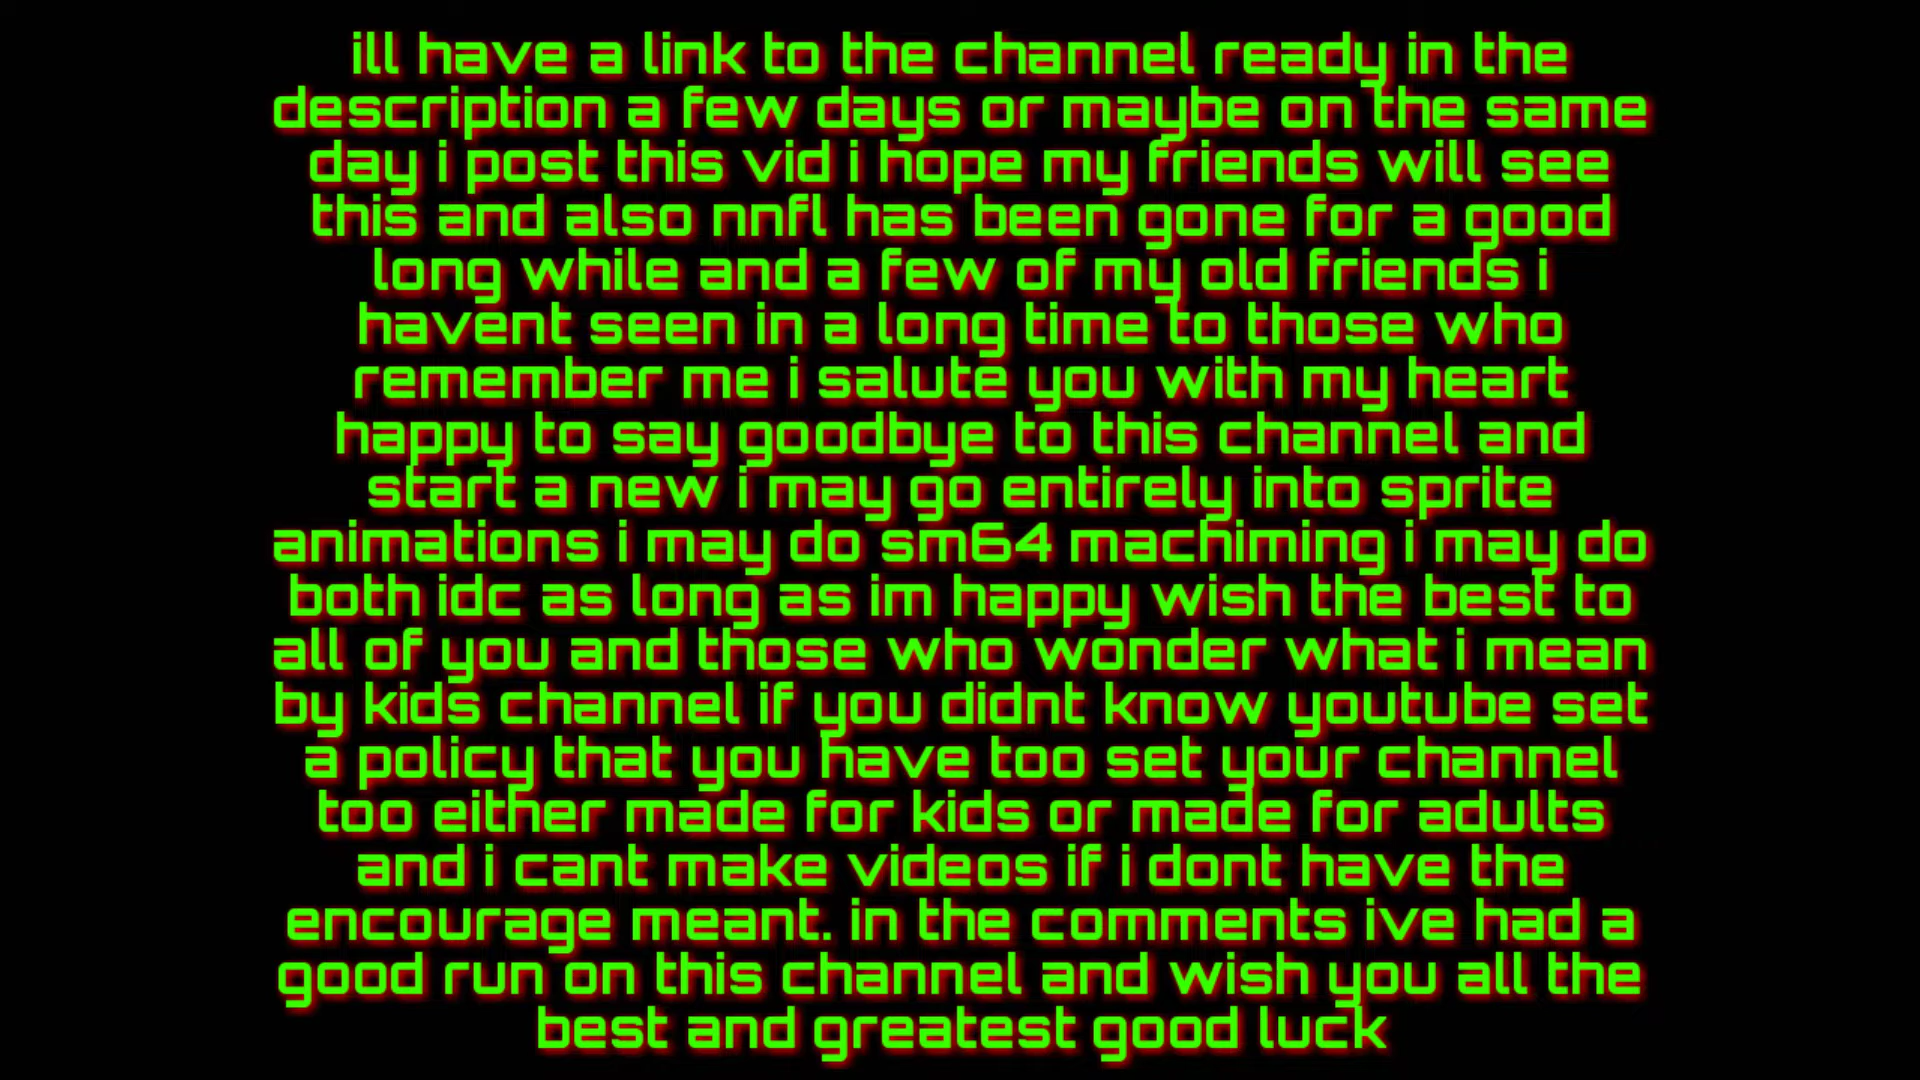 ill have a link to the channel ready in the
description a few days or maybe on the same
day i post this vid i hope my friends will see
this and also nnfl has been gone for a good
long while and a few of my old friends i
havent seen in a long time to those who
remember me i salute you with my heart
happy to say goodbye to this channel and
start a new i may go entirely into sprite
animations i may do sm64 machiming i may do
both idc as long as im happy wish the best to
all of you and those who wonder what i mean
by kids channel if you didnt know youtube set
a policy that you have too set your channel
too either made for kids or made for adults
and i cant make videos if i dont have the
encourage meant. in the comments ive had a
good run on this channel and wish you all the
best and greatest good luck